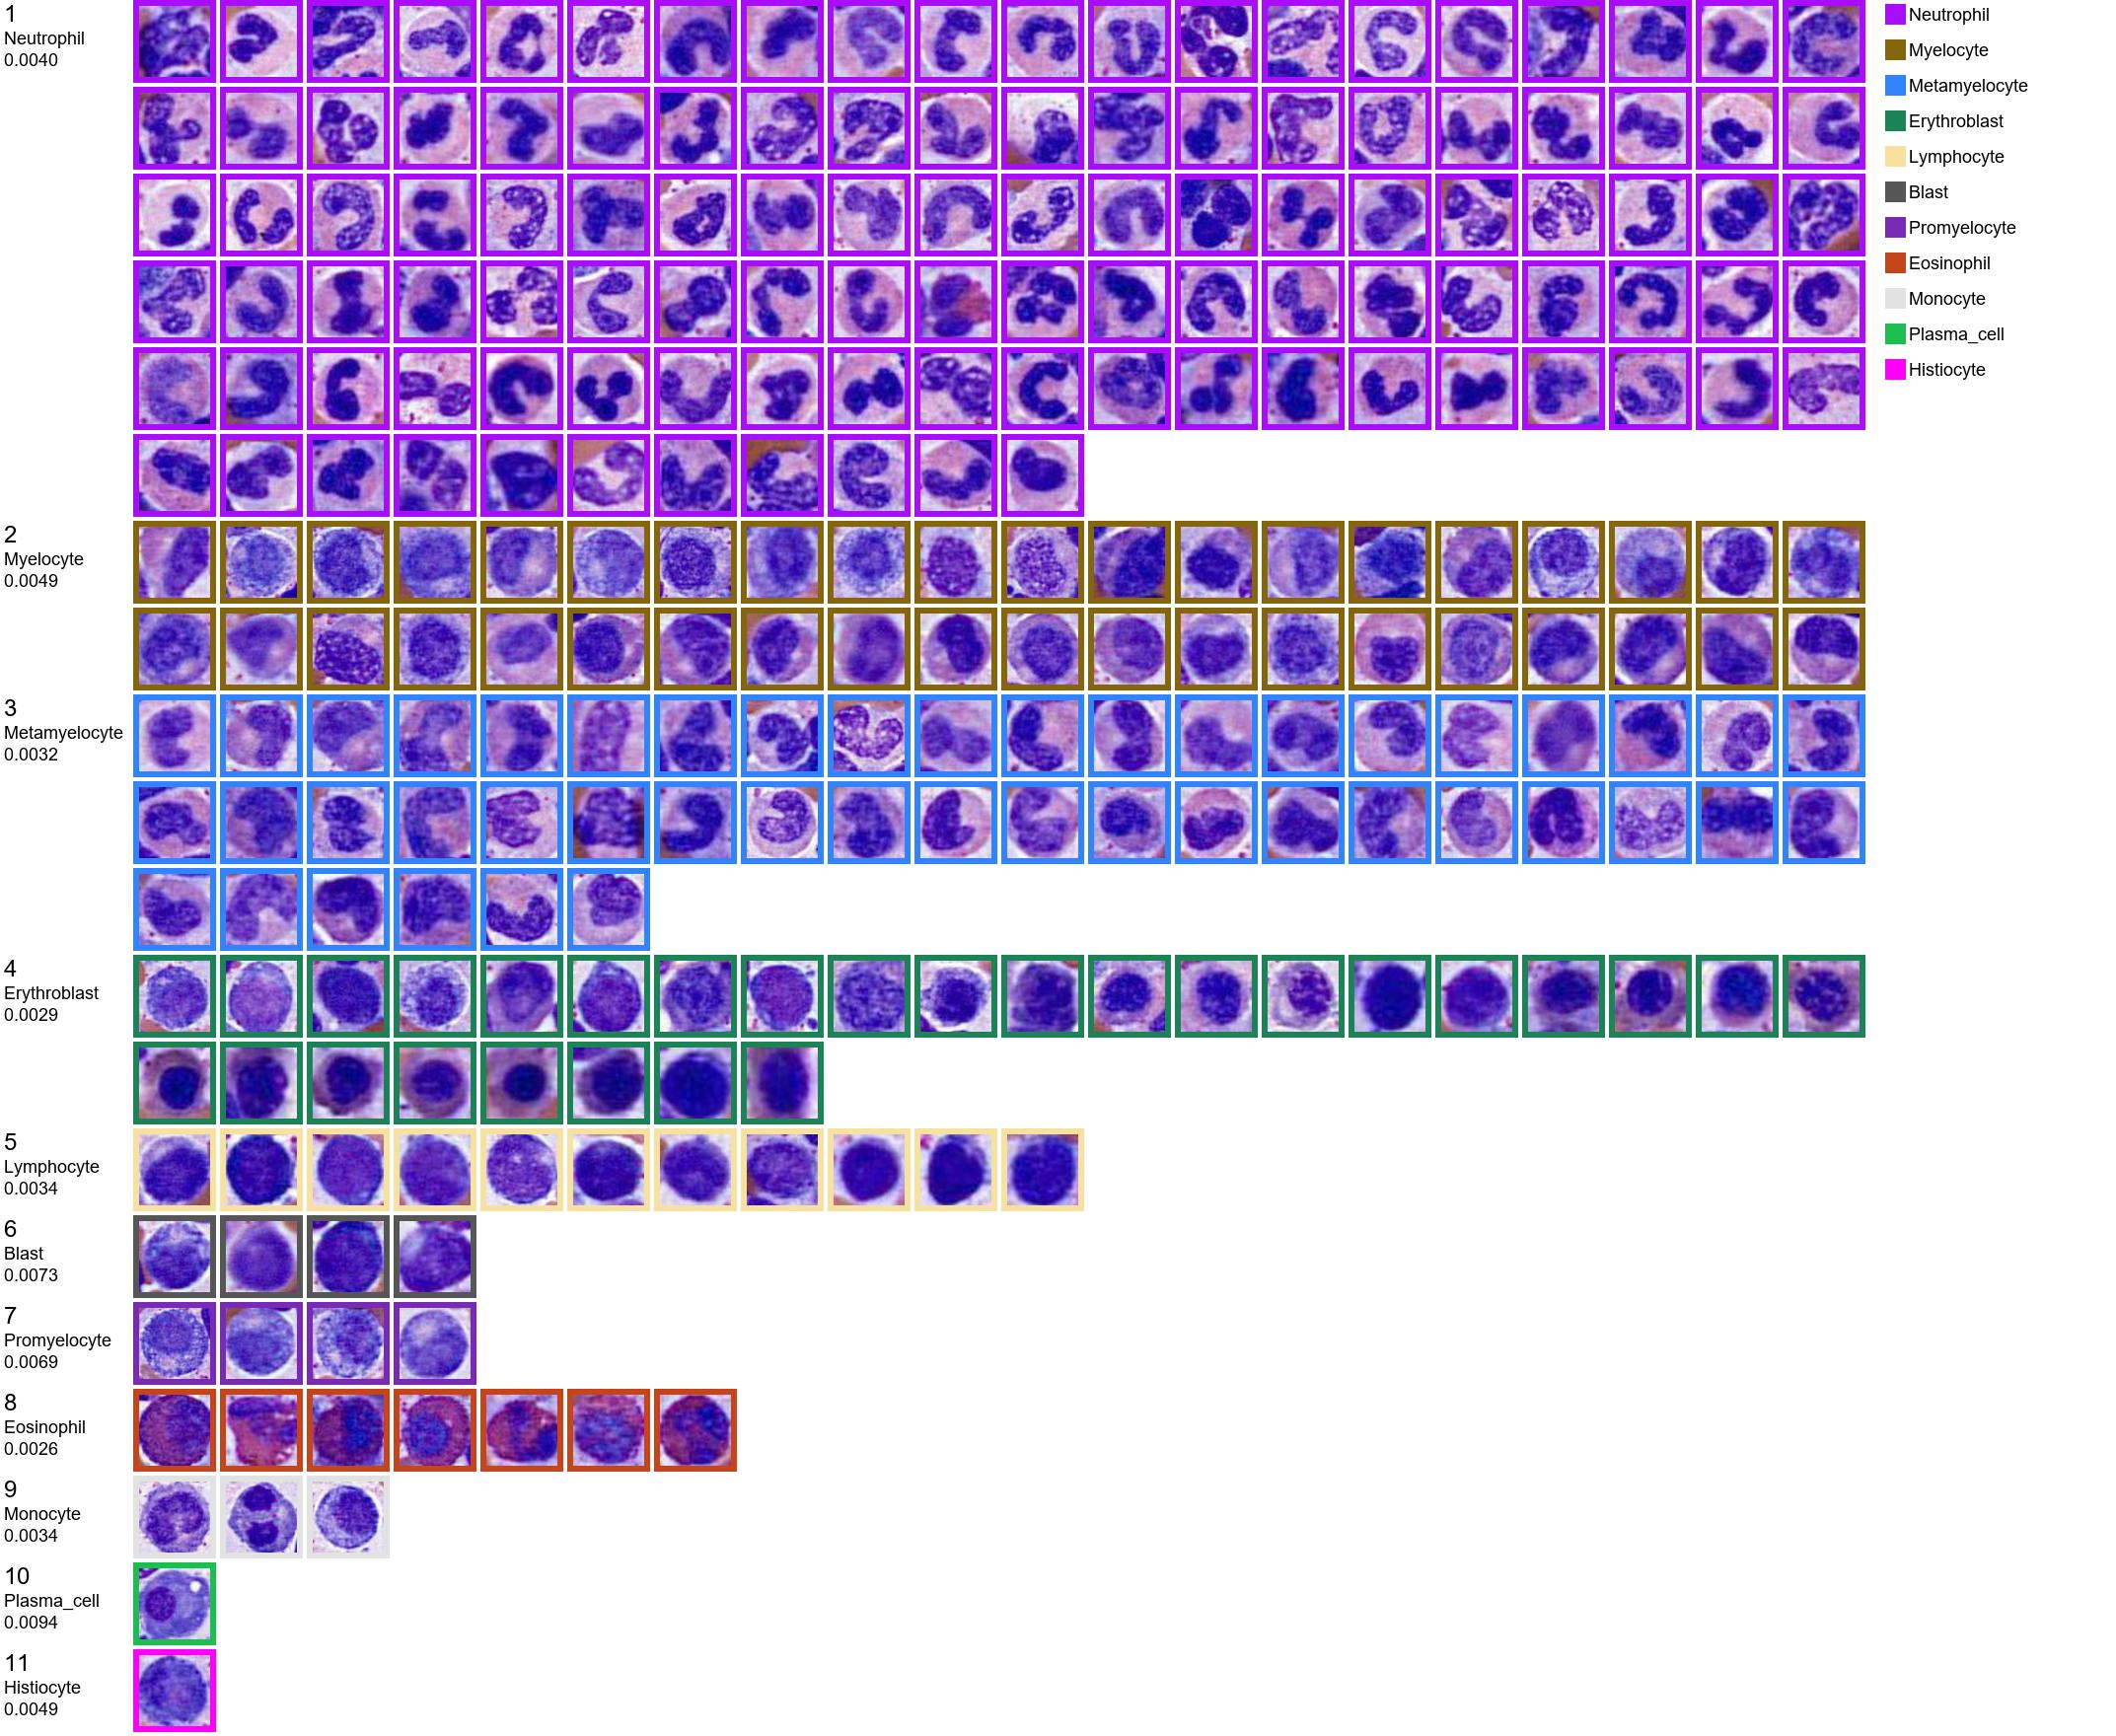 1
Neutrophil
0.0040
2
Myelocyte
0.0049
3
Metamyelocyte
0.0032
4
Erythroblast
0.0029
5
Lymphocyte
0.0034
6
Blast
0.0073
7
Promyelocyte
0.0069
8
Eosinophil
0.0026
9
Monocyte
0.0034
10
Plasma_cell
0.0094
11
Histiocyte
0.0049
Neutrophil
Myelocyte
Metamyelocyte
Erythroblast
Lymphocyte
Blast
Promyelocyte
Eosinophil
Monocyte
Plasma_cell
Histiocyte